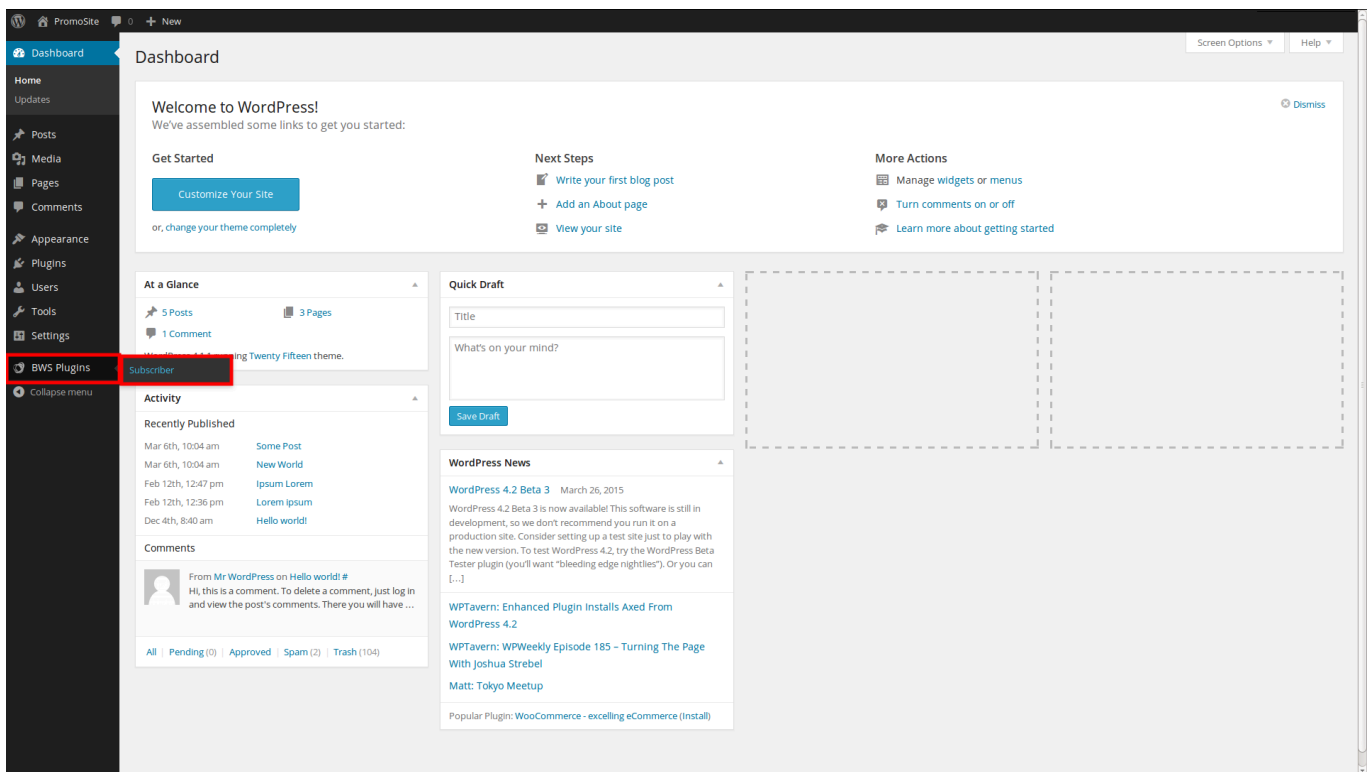 PromoSite 0 + New
Dashboard
Home
Updates
Posts
Media
Pages
Comments
Appearance
Plugins
Users
Tools
Settings
BWS Plugins
Subscriber
Collapse menu
Screen Options
Help
Dashboard
Welcome to WordPress!
Dismiss
We've assembled some links to get you started:
Get Started
Customize Your Site
or, change your theme completely
Next Steps
Write your first blog post
Add an About page
View your site
More Actions
Manage widgets or menus
Turn comments on or off
Learn more about getting started
At a Glance
5 Posts
3 Pages
1 Comment
ing Twenty Fifteen theme.
Activity
Recently Published
Mar 6th, 10:04 am Some Post
Mar 6th, 10:04 am New World
Feb 12th, 12:47 pm Ipsum Lorem
Feb 12th, 12:36 pm Lorem ipsum
Dec 4th, 8:40 am Hello world!
Comments
From Mr WordPress on Hello world! #
Hi, this is a comment. To delete a comment, just log in
and view the post's comments. There you will have …
All | Pending (0) | Approved | Spam (2) | Trash (104)
Quick Draft
Title
What's on your mind?
Save Draft
WordPress News
WordPress 4.2 Beta 3 March 26, 2015
WordPress 4.2 Beta 3 is now available! This software is still in
development, so we don't recommend you run it on a
production site. Consider setting up a test site just to play with
the new version. To test WordPress 4.2, try the WordPress Beta
Tester plugin (you'll want "bleeding edge nightlies"). Or you can
[…]
WPTavern: Enhanced Plugin Installs Axed From
WordPress 4.2
WPTavern: WPWeekly Episode 185 – Turning The Page
With Joshua Strebel
Matt: Tokyo Meetup
Popular Plugin: WooCommerce - excelling eCommerce (Install)